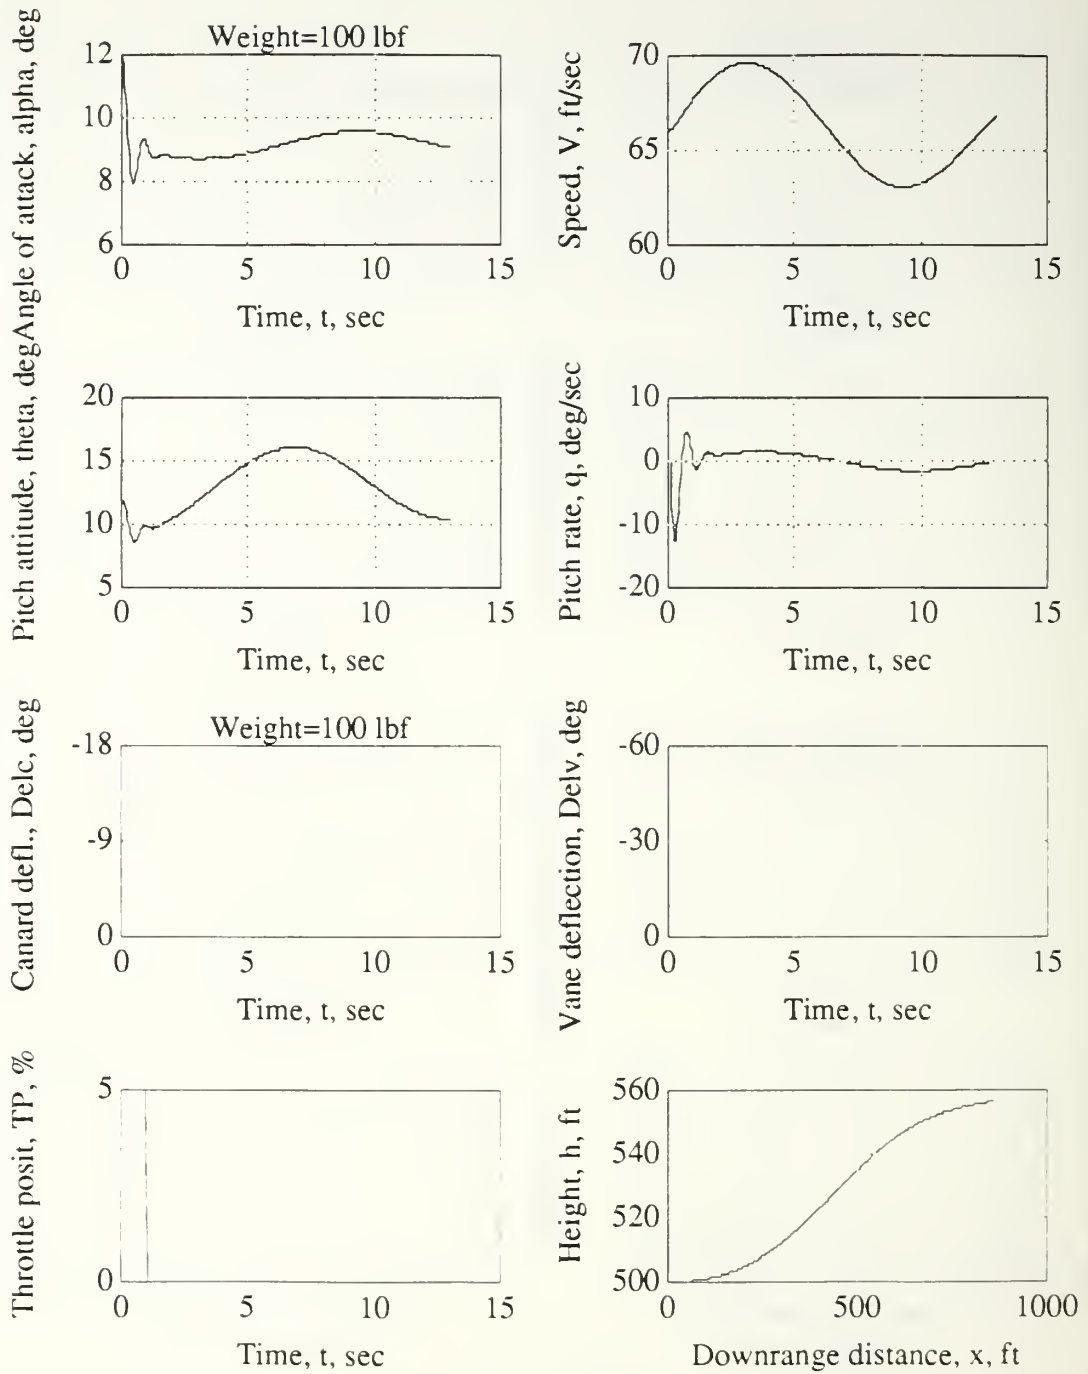 Weight=100 lbf
Angle of attack, alpha, deg
12
10
8
6
0 5 10 15
Time, t, sec
Speed, V, ft/sec
70
65
60
0 5 10 15
Time, t, sec
Pitch attitude, theta, deg
20
15
10
5
0 5 10 15
Time, t, sec
Pitch rate, q, deg/sec
10
0
-10
-20
0 5 10 15
Time, t, sec
Weight=100 lbf
Canard defl., Delc, deg
-18
-9
0
0 5 10 15
Time, t, sec
Vane deflection, Delv, deg
-60
-30
0
0 5 10 15
Time, t, sec
Throttle posit, TP, %
5
0
0 5 10 15
Time, t, sec
Height, h, ft
560
540
520
500
0 500 1000
Downrange distance, x, ft